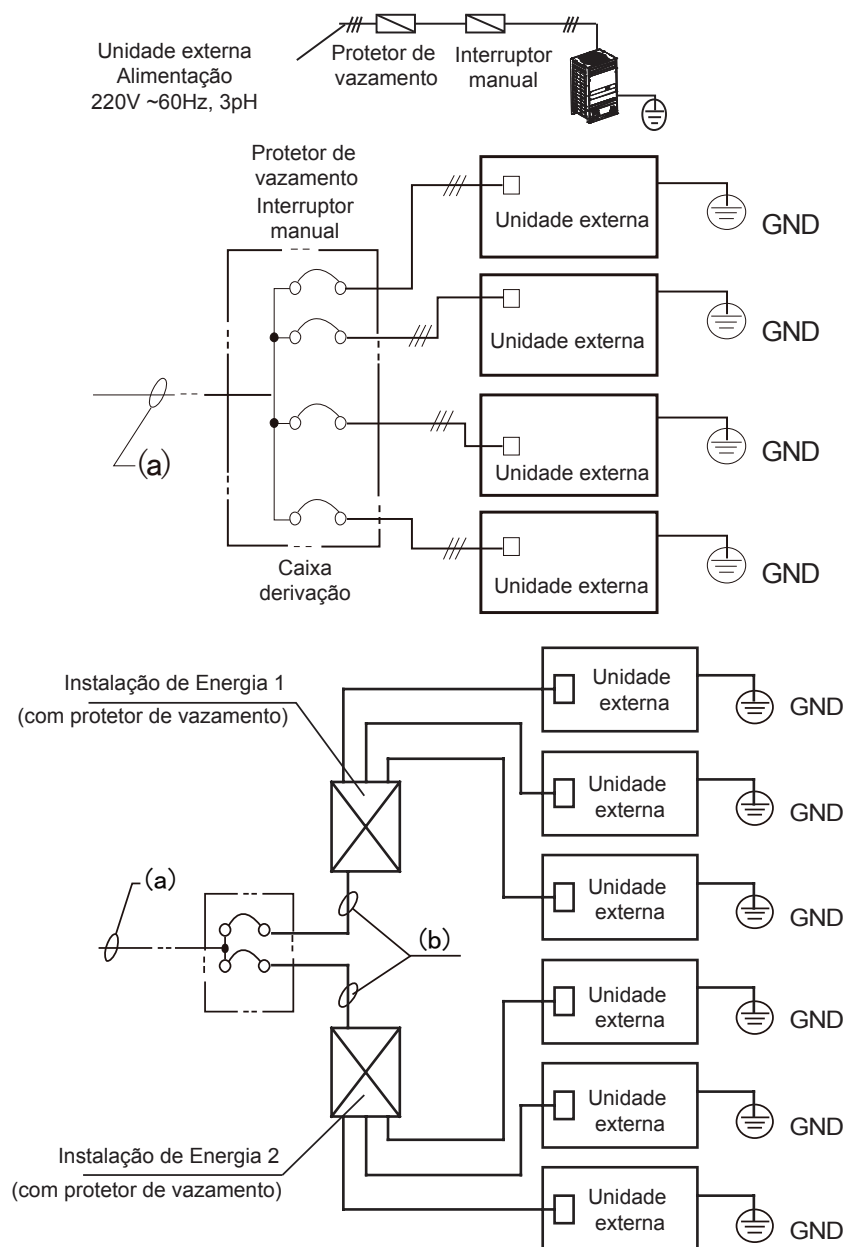 Unidade externa
Alimentação
220V ~60Hz, 3pH
Protetor de
vazamento
Interruptor
manual
Protetor de
vazamento
Interruptor
manual
Unidade externa
GND
Unidade externa
GND
(a)
Unidade externa
GND
Unidade externa
GND
Caixa
derivação
Instalação de Energia 1
(com protetor de vazamento)
Unidade
externa
GND
Unidade
externa
GND
Unidade
externa
GND
(a)
(b)
Unidade
externa
GND
Unidade
externa
GND
Instalação de Energia 2
(com protetor de vazamento)
Unidade
externa
GND